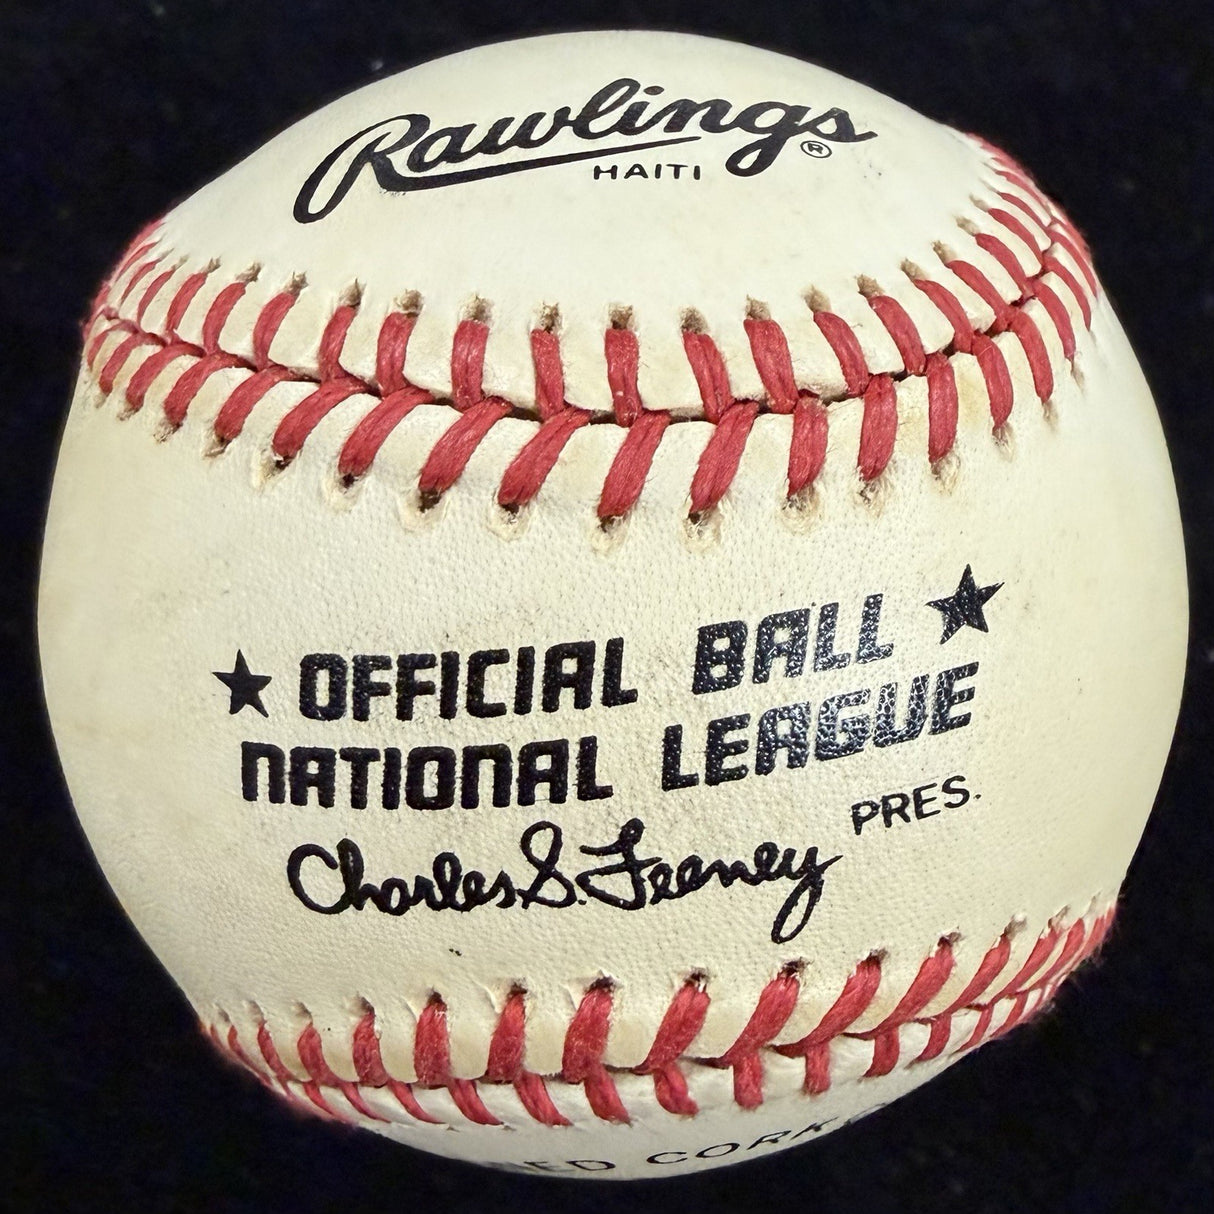 Rawlings®
HAITI
★ OFFICIAL BALL ★
NATIONAL LEAGUE
PRES.
Charles S. Feeney